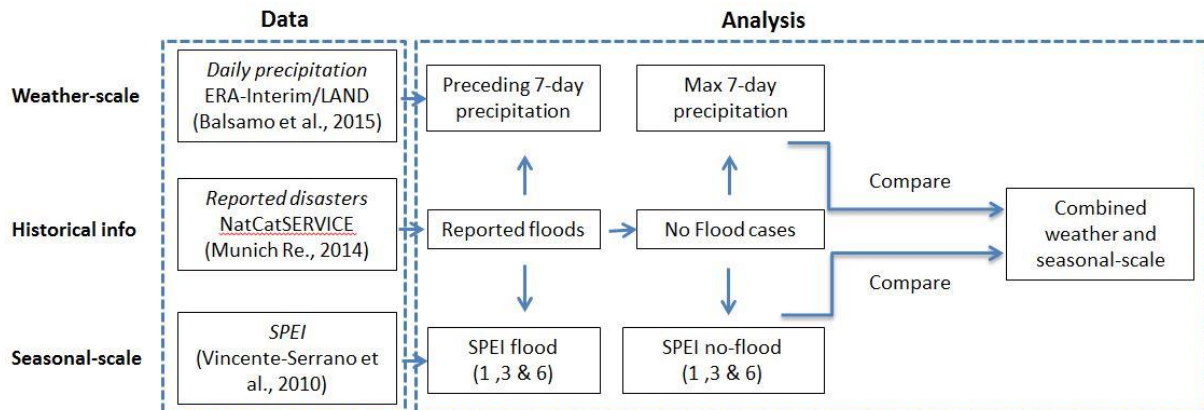 Data
Analysis
Weather-scale
Daily precipitation
ERA-Interim/LAND
(Balsamo et al., 2015)
Preceding 7-day
precipitation
Max 7-day
precipitation
Compare
Historical info
Reported disasters
NatCatSERVICE
(Munich Re., 2014)
Reported floods
No Flood cases
Combined
weather and
seasonal-scale
Compare
Seasonal-scale
SPEI
(Vincente-Serrano et
al., 2010)
SPEI flood
(1 ,3 & 6)
SPEI no-flood
(1 ,3 & 6)